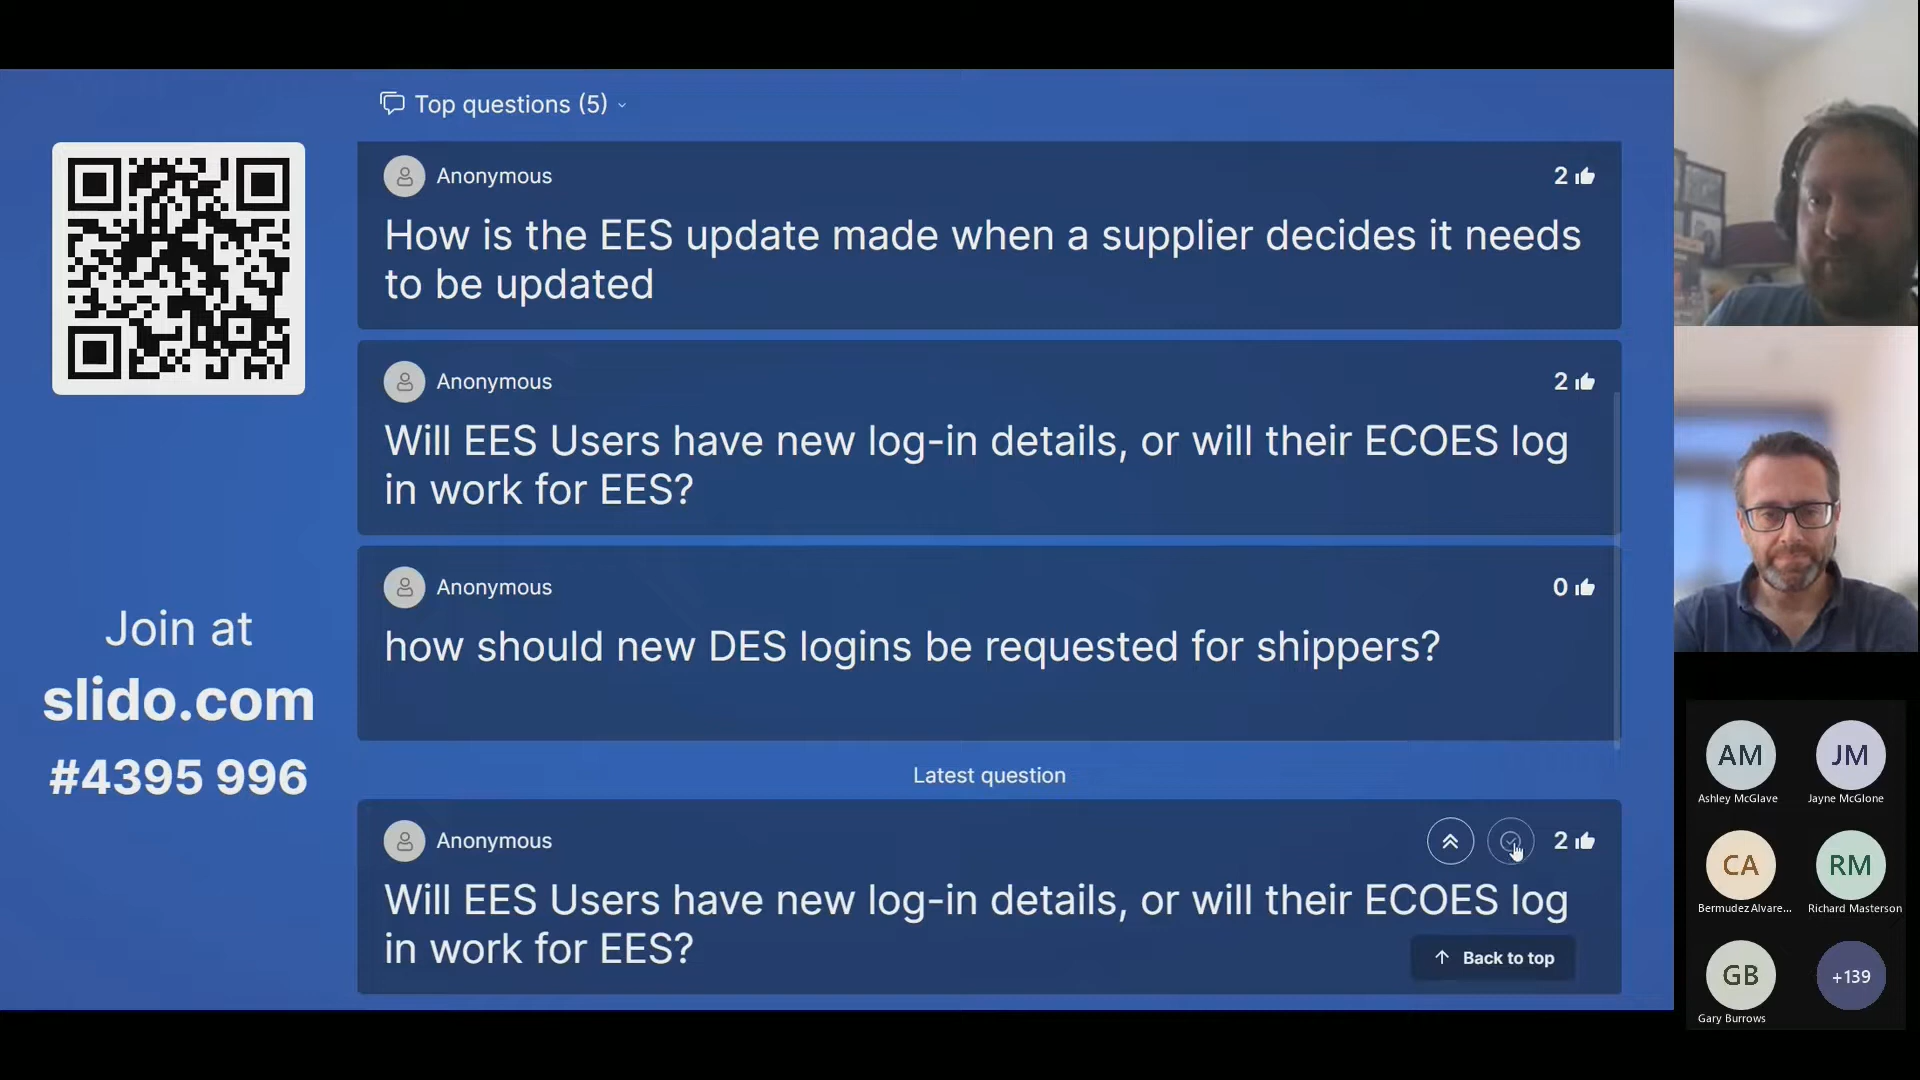 Top questions (5)
Anonymous
2
How is the EES update made when a supplier decides it needs
to be updated
Anonymous
2
Will EES Users have new log-in details, or will their ECOES log
in work for EES?
Anonymous
0
how should new DES logins be requested for shippers?
Latest question
Anonymous
2
Will EES Users have new log-in details, or will their ECOES log
in work for EES?
Back to top
Join at
slido.com
#4395 996
AM
Ashley McGlave
JM
Jayne McGlone
CA
Bermudez Alvare...
RM
Richard Masterson
GB
Gary Burrows
+139